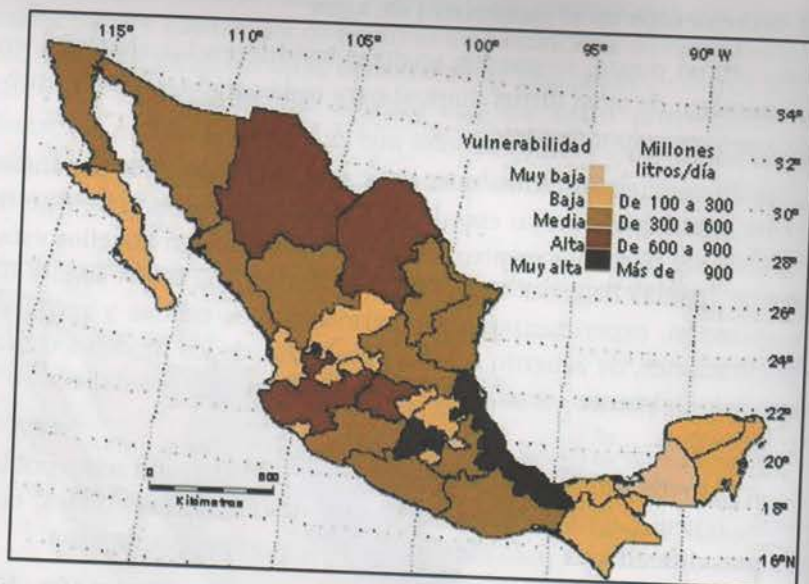 115° 110° 105° 100° 95° 90° W
34°
Vulnerabilidad Millones
litros/día
32°
Muy baja
Baja De 100 a 300
30°
Media De 300 a 600
Alta De 600 a 900
28°
Muy alta Más de 900
26°
24°
22°
20°
0 800
Kilómetros
18°
16°N